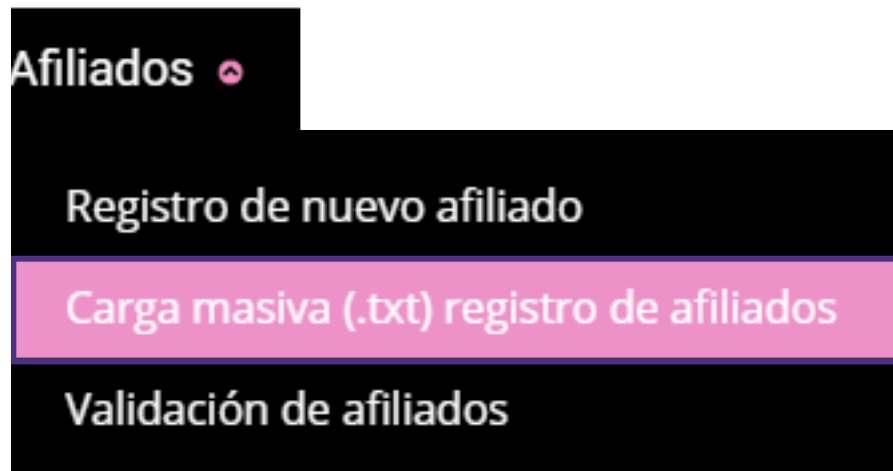 Afiliados
Registro de nuevo afiliado
Carga masiva (.txt) registro de afiliados
Validación de afiliados